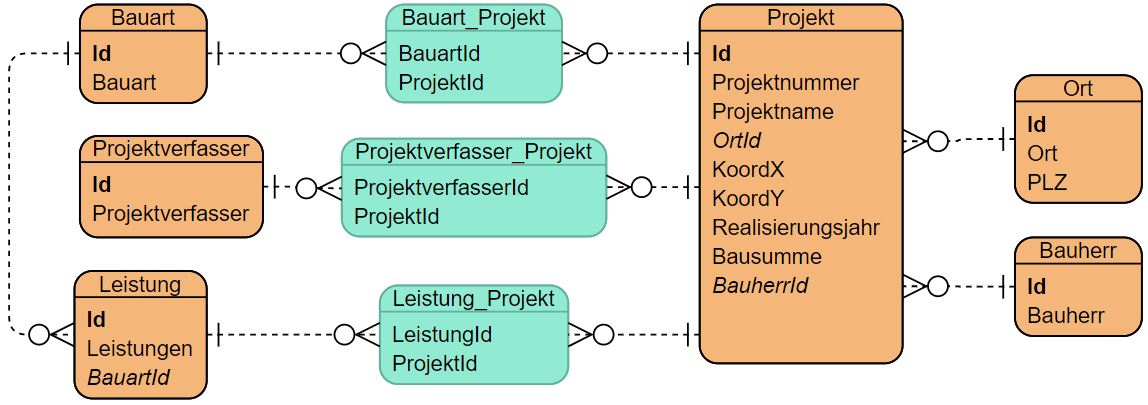 Bauart
Id
Bauart
Bauart_Projekt
BauartId
ProjektId
Projekt
Id
Projektnummer
Projektname
OrtId
KoordX
KoordY
Realisierungsjahr
Bausumme
BauherrId
Ort
Id
Ort
PLZ
Projektverfasser
Id
Projektverfasser
Projektverfasser_Projekt
ProjektverfasserId
ProjektId
Bauherr
Id
Bauherr
Leistung
Id
Leistungen
BauartId
Leistung_Projekt
LeistungId
ProjektId